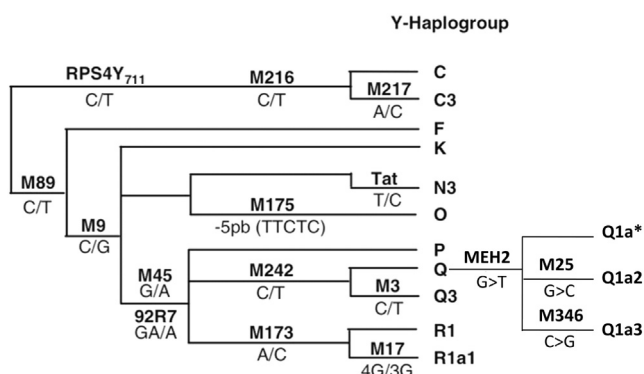 Y-Haplogroup
RPS4Y711 M216 C
C/T C/T M217 C3
A/C
F
K
M89 Tat N3
C/T T/C
M175 O
M9 -5pb (TTCTC)
C/G
P
Q1a*
M45 M242 Q MEH2 M25 Q1a2
G/A C/T G>T G>C
M3 Q3
C/T
92R7 M346 Q1a3
GA/A C>G
M173 R1
A/C M17 R1a1
4G/3G